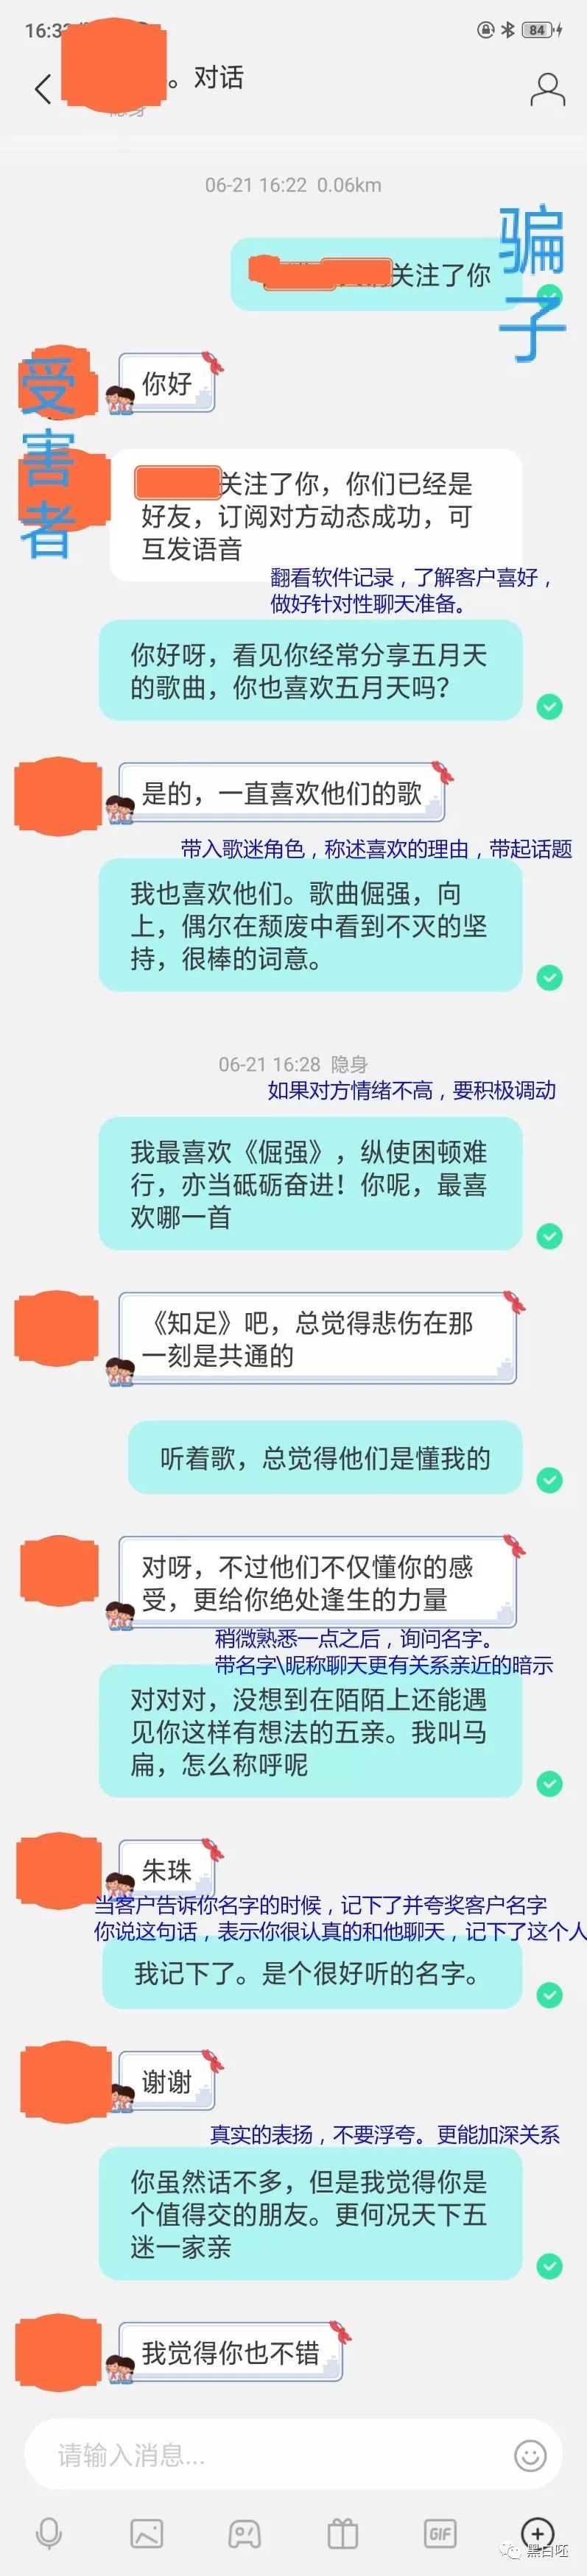 16:3
84
。对话
隐身
06-21 16:22 0.06km
骗子
关注了你
受害者
你好
关注了你，你们已经是
好友，订阅对方动态成功，可
互发语音
翻看软件记录，了解客户喜好，
做好针对性聊天准备。
你好呀，看见你经常分享五月天
的歌曲，你也喜欢五月天吗？
是的，一直喜欢他们的歌
带入歌迷角色，称述喜欢的理由，带起话题
我也喜欢他们。歌曲倔强，向
上，偶尔在颓废中看到不灭的坚
持，很棒的词意。
06-21 16:28 隐身
如果对方情绪不高，要积极调动
我最喜欢《倔强》，纵使困顿难
行，亦当砥砺奋进！你呢，最喜
欢哪一首
《知足》吧，总觉得悲伤在那
一刻是共通的
听着歌，总觉得他们是懂我的
对呀，不过他们不仅懂你的感
受，更给你绝处逢生的力量
稍微熟悉一点之后，询问名字。
带名字\昵称聊天更有关系亲近的暗示
对对对，没想到在陌陌上还能遇
见你这样有想法的五亲。我叫马
扁，怎么称呼呢
朱珠
当客户告诉你名字的时候，记下了并夸奖客户名字
你说这句话，表示你很认真的和他聊天，记下了这个人
我记下了。是个很好听的名字。
谢谢
真实的表扬，不要浮夸。更能加深关系
你虽然话不多，但是我觉得你是
个值得交的朋友。更何况天下五
迷一家亲
我觉得你也不错
请输入消息...
GIF
黑白呸